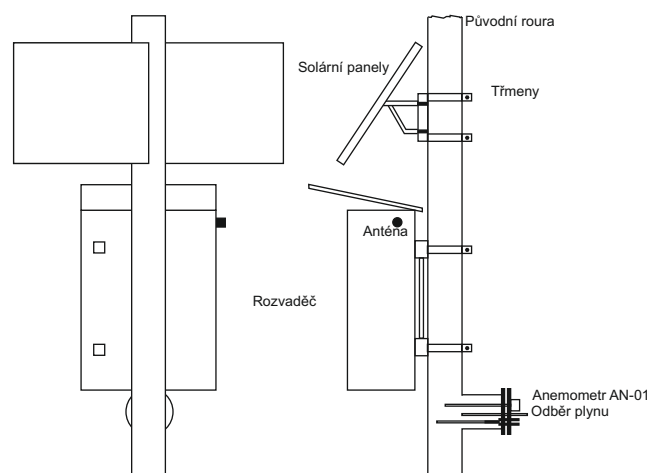 Původní roura
Solární panely
Třmeny
Anténa
Rozvaděč
Anemometr AN-01
Odběr plynu